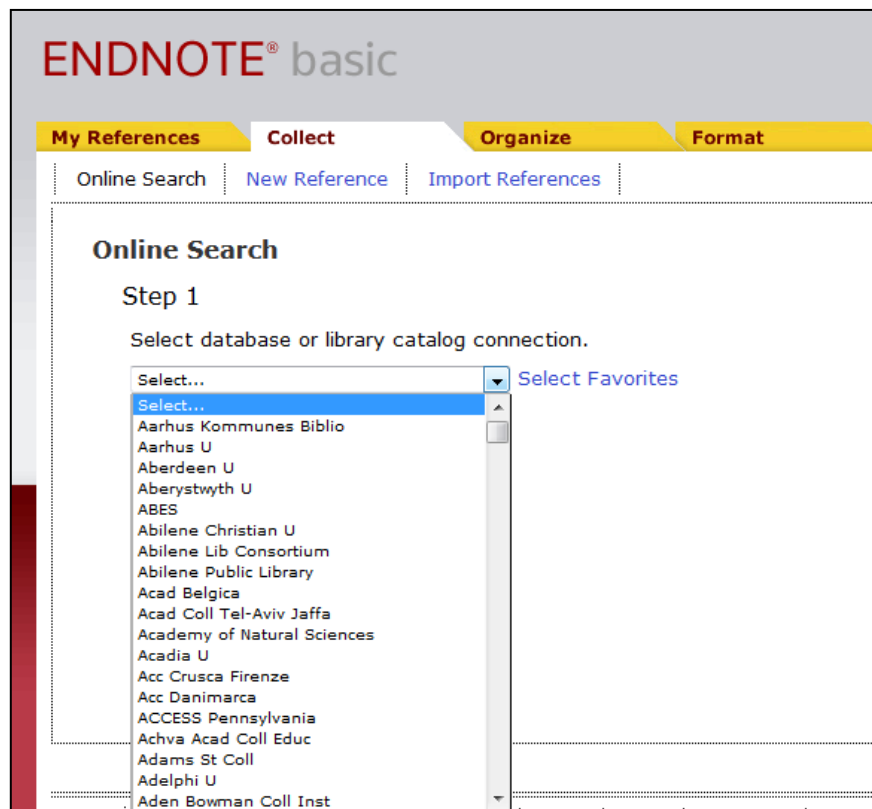 ENDNOTE® basic
My References Collect Organize Format
Online Search New Reference Import References
Online Search
Step 1
Select database or library catalog connection.
Select... Select Favorites
Select...
Aarhus Kommunes Biblio
Aarhus U
Aberdeen U
Aberystwyth U
ABES
Abilene Christian U
Abilene Lib Consortium
Abilene Public Library
Acad Belgica
Acad Coll Tel-Aviv Jaffa
Academy of Natural Sciences
Acadia U
Acc Crusca Firenze
Acc Danimarca
ACCESS Pennsylvania
Achva Acad Coll Educ
Adams St Coll
Adelphi U
Aden Bowman Coll Inst